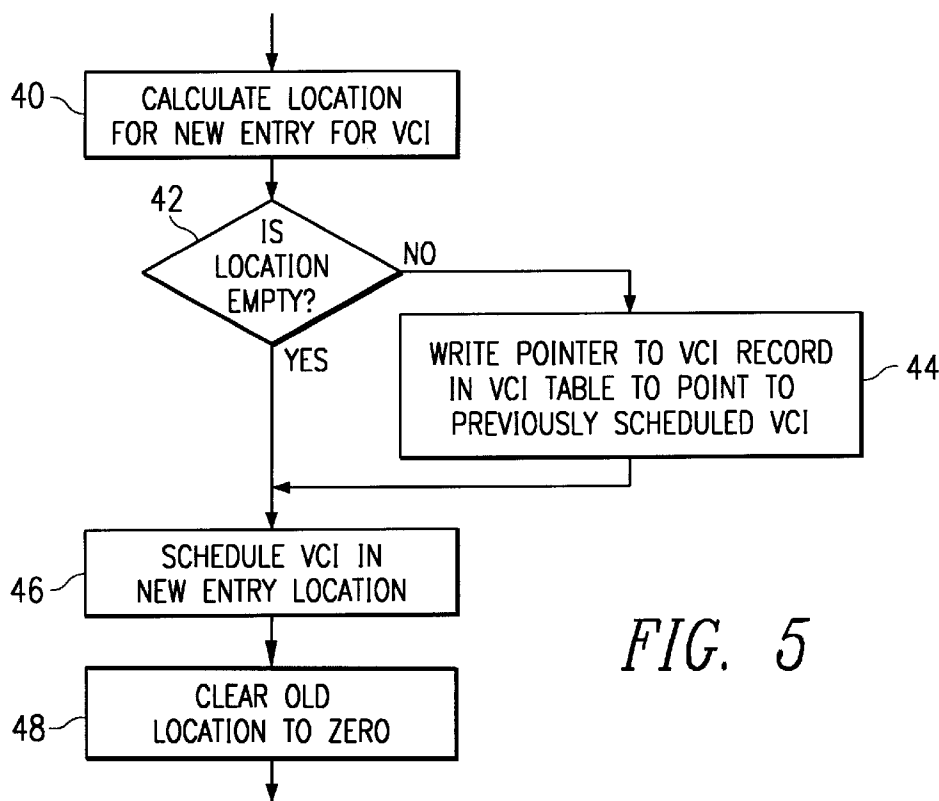 40
CALCULATE LOCATION
FOR NEW ENTRY FOR VCI
42
IS
LOCATION
EMPTY?
NO
YES
WRITE POINTER TO VCI RECORD
IN VCI TABLE TO POINT TO
PREVIOUSLY SCHEDULED VCI
44
46
SCHEDULE VCI IN
NEW ENTRY LOCATION
48
CLEAR OLD
LOCATION TO ZERO
FIG. 5